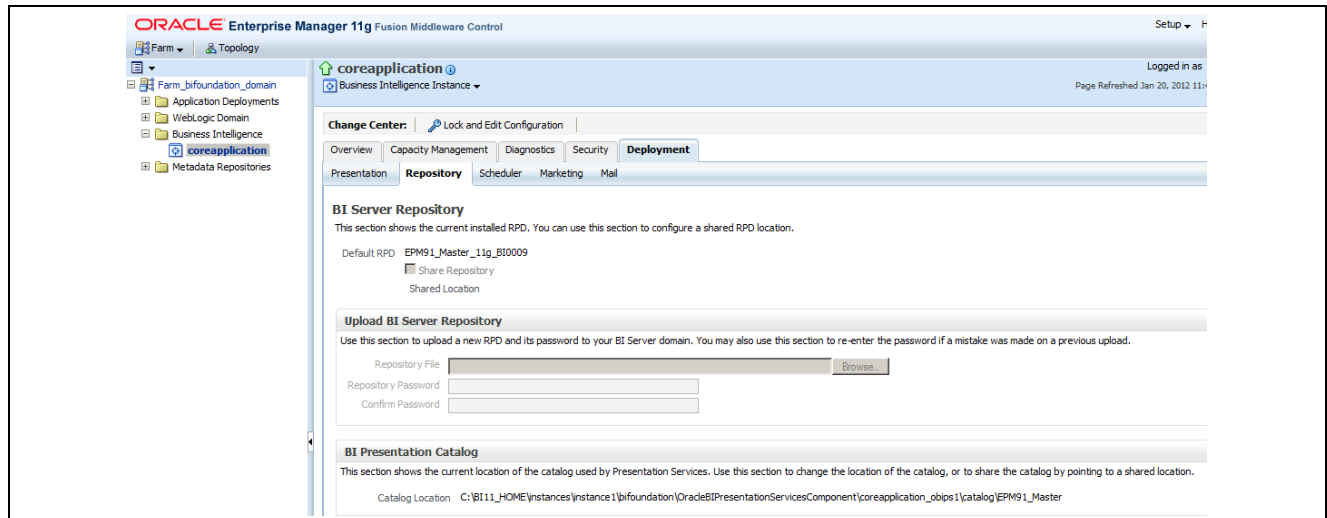 ORACLE Enterprise Manager 11g Fusion Middleware Control
Setup
Farm Topology
coreapplication
Logged in as
Business Intelligence Instance
Page Refreshed Jan 20, 2012 11:
Farm_bifoundation_domain
Application Deployments
WebLogic Domain
Business Intelligence
coreapplication
Metadata Repositories
Change Center: Lock and Edit Configuration
Overview Capacity Management Diagnostics Security Deployment
Presentation Repository Scheduler Marketing Mail
BI Server Repository
This section shows the current installed RPD. You can use this section to configure a shared RPD location.
Default RPD EPM91_Master_11g_BI0009
Share Repository
Shared Location
Upload BI Server Repository
Use this section to upload a new RPD and its password to your BI Server domain. You may also use this section to re-enter the password if a mistake was made on a previous upload.
Repository File Browse...
Repository Password
Confirm Password
BI Presentation Catalog
This section shows the current location of the catalog used by Presentation Services. Use this section to change the location of the catalog, or to share the catalog by pointing to a shared location.
Catalog Location C:\BI11_HOME\instances\instance1\bifoundation\OracleBIPresentationServicesComponent\coreapplication_obips1\catalog\EPM91_Master